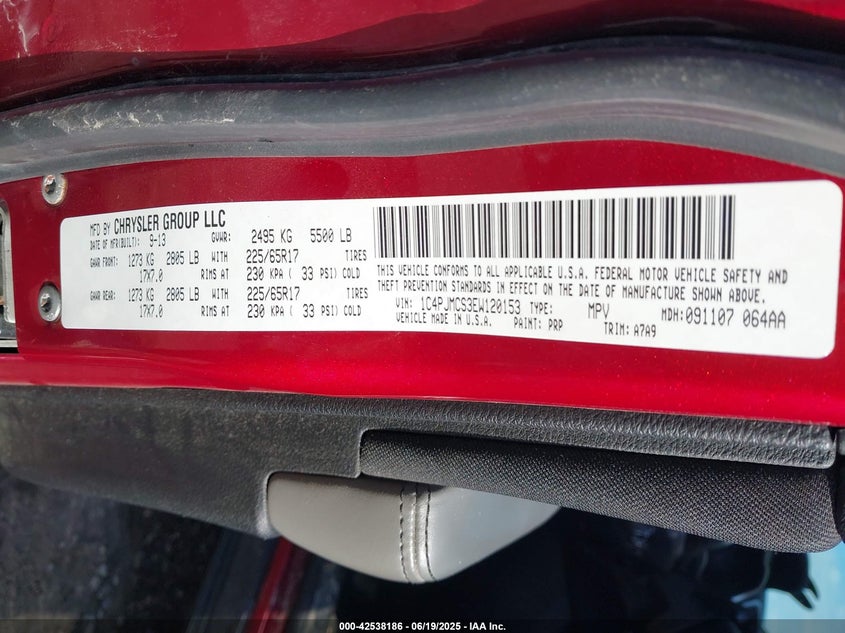 MFD BY CHRYSLER GROUP LLC
DATE OF MFR(BUILT): 9-13 GVWR: 2495 KG 5500 LB
GAWR FRONT: 1273 KG 2805 LB WITH 225/65R17 TIRES
17X7.0 RIMS AT 230 KPA ( 33 PSI) COLD
GAWR REAR: 1273 KG 2805 LB WITH 225/65R17 TIRES
17X7.0 RIMS AT 230 KPA ( 33 PSI) COLD
THIS VEHICLE CONFORMS TO ALL APPLICABLE U.S.A. FEDERAL MOTOR VEHICLE SAFETY AND
THEFT PREVENTION STANDARDS IN EFFECT ON THE DATE OF MANUFACTURE SHOWN ABOVE.
VIN: 1C4PJMCS3EW120153 TYPE: MPV MDH: 091107 064AA
VEHICLE MADE IN U.S.A. PAINT: PRP TRIM: A7A9
000-42538186 - 06/19/2025 - IAA Inc.